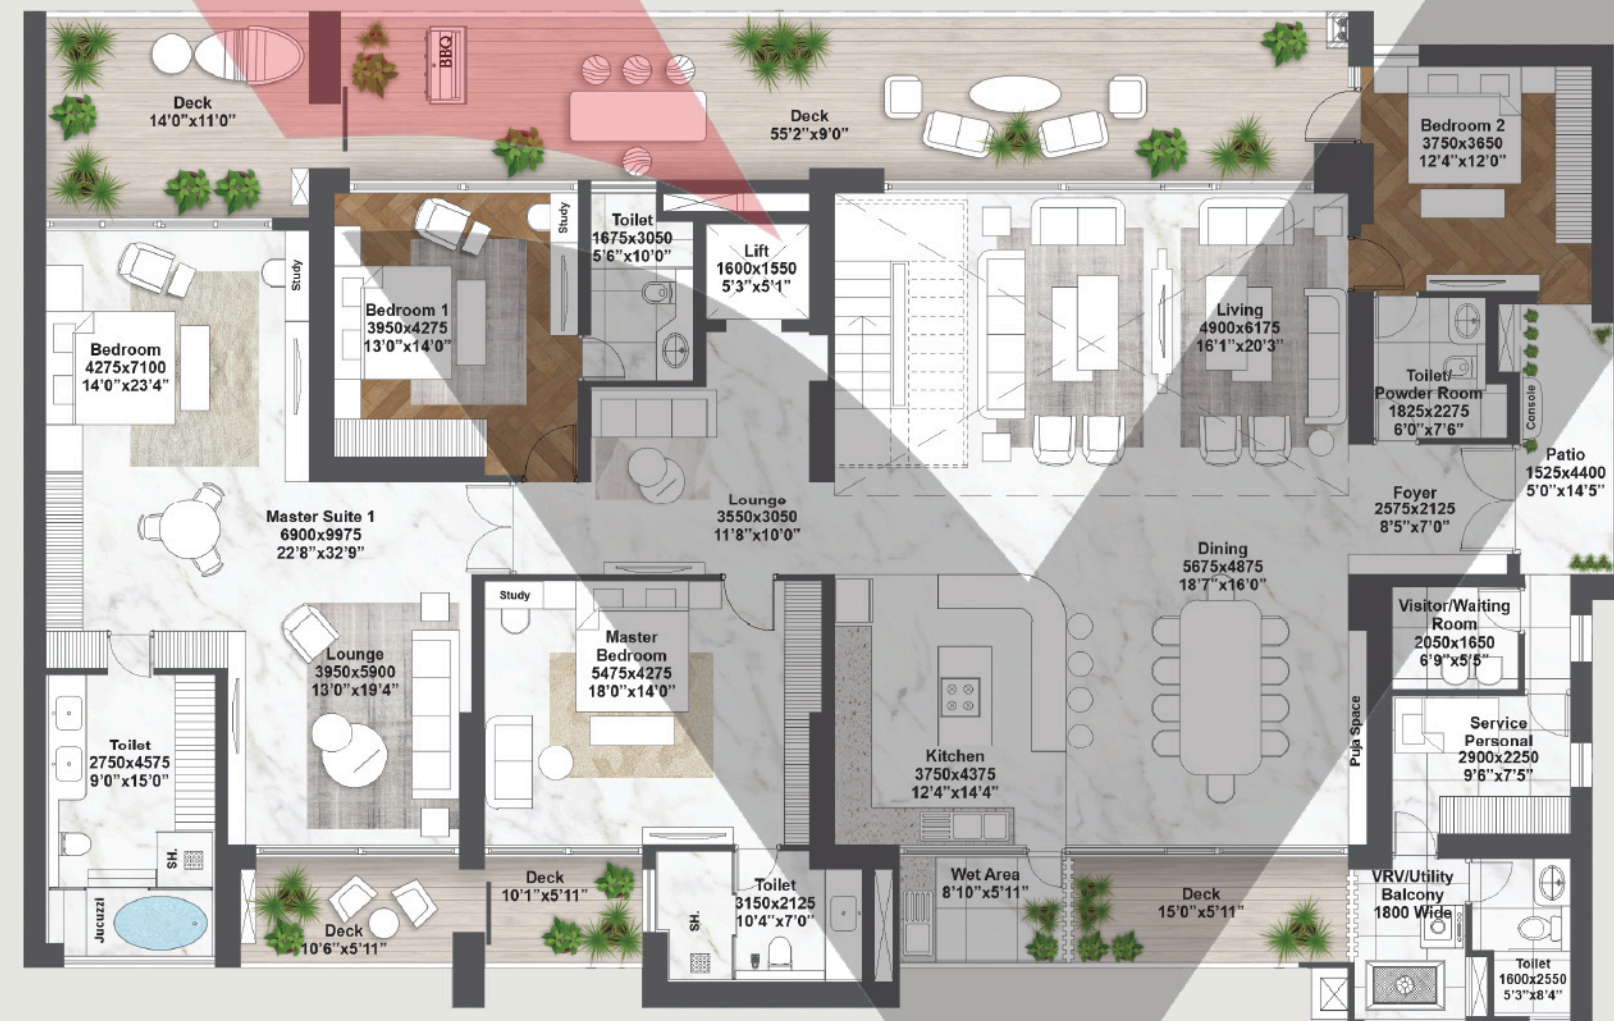 BBQ
Deck
14'0"x11'0"
Deck
55'2"x9'0"
Bedroom 2
3750x3650
12'4"x12'0"
Study
Toilet
1675x3050
5'6"x10'0"
Lift
1600x1550
5'3"x5'1"
Study
Bedroom 1
3950x4275
13'0"x14'0"
Living
4900x6175
16'1"x20'3"
Bedroom
4275x7100
14'0"x23'4"
Toilet/
Powder Room
1825x2275
6'0"x7'6"
Console
Patio
1525x4400
5'0"x14'5"
Master Suite 1
6900x9975
22'8"x32'9"
Lounge
3550x3050
11'8"x10'0"
Foyer
2575x2125
8'5"x7'0"
Dining
5675x4875
18'7"x16'0"
Study
Visitor/Waiting
Room
2050x1650
6'9"x5'5"
Master
Bedroom
5475x4275
18'0"x14'0"
Lounge
3950x5900
13'0"x19'4"
Puja Space
Service
Personal
2900x2250
9'6"x7'5"
Toilet
2750x4575
9'0"x15'0"
Kitchen
3750x4375
12'4"x14'4"
SH.
Deck
10'1"x5'11"
Toilet
3150x2125
10'4"x7'0"
SH.
Wet Area
8'10"x5'11"
Deck
15'0"x5'11"
VRV/Utility
Balcony
1800 Wide
Jucuzzi
Deck
10'6"x5'11"
Toilet
1600x2550
5'3"x8'4"